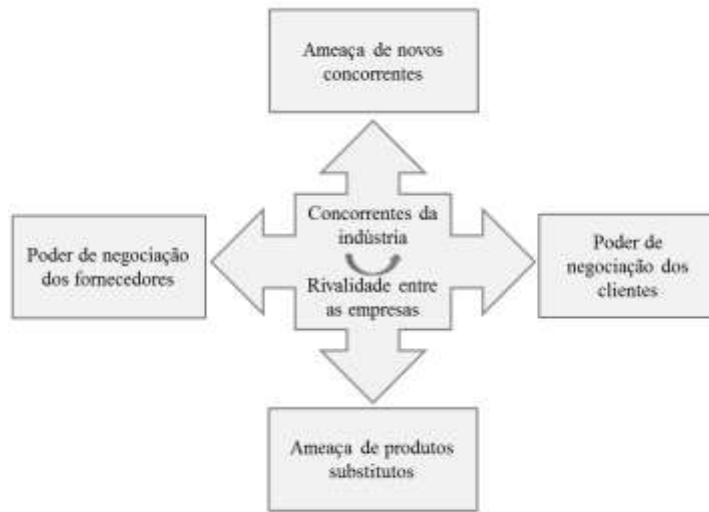 Ameaça de novos
concorrentes
Poder de negociação
dos fornecedores
Concorrentes da
indústria
Rivalidade entre
as empresas
Poder de
negociação dos
clientes
Ameaça de produtos
substitutos